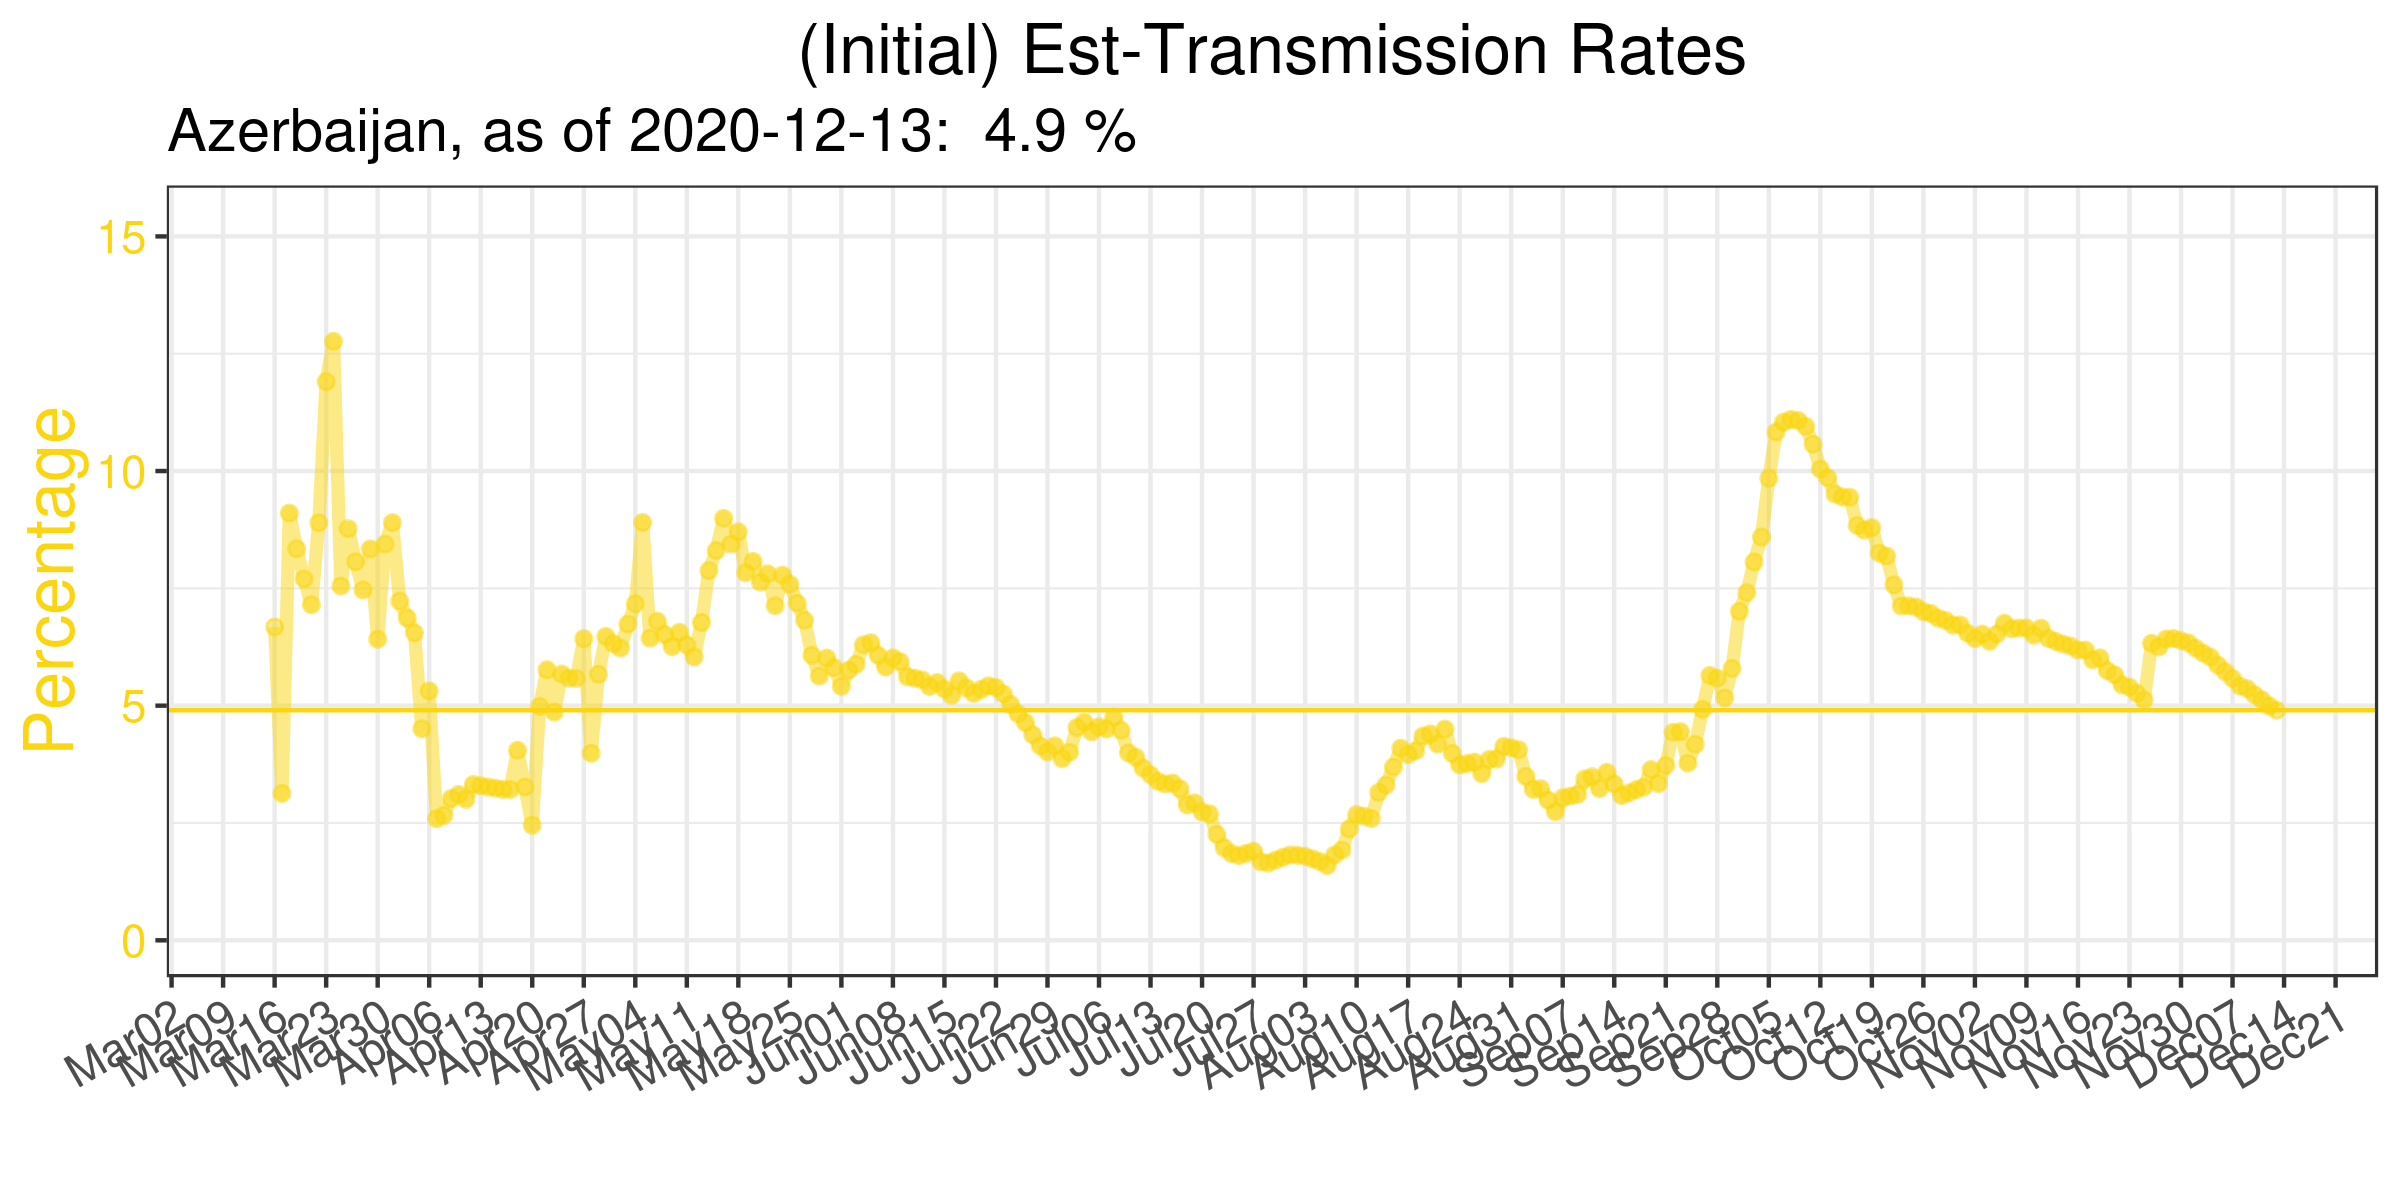 (Initial) Est-Transmission Rates
Azerbaijan, as of 2020-12-13:  4.9 %
Percentage
15
10
5
0
Mar02
Mar09
Mar16
Mar23
Mar30
Apr06
Apr13
Apr20
Apr27
May04
May11
May18
May25
Jun01
Jun08
Jun15
Jun22
Jun29
Jul06
Jul13
Jul20
Jul27
Aug03
Aug10
Aug17
Aug24
Aug31
Sep07
Sep14
Sep21
Sep28
Oct05
Oct12
Oct19
Oct26
Nov02
Nov09
Nov16
Nov23
Nov30
Dec07
Dec14
Dec21